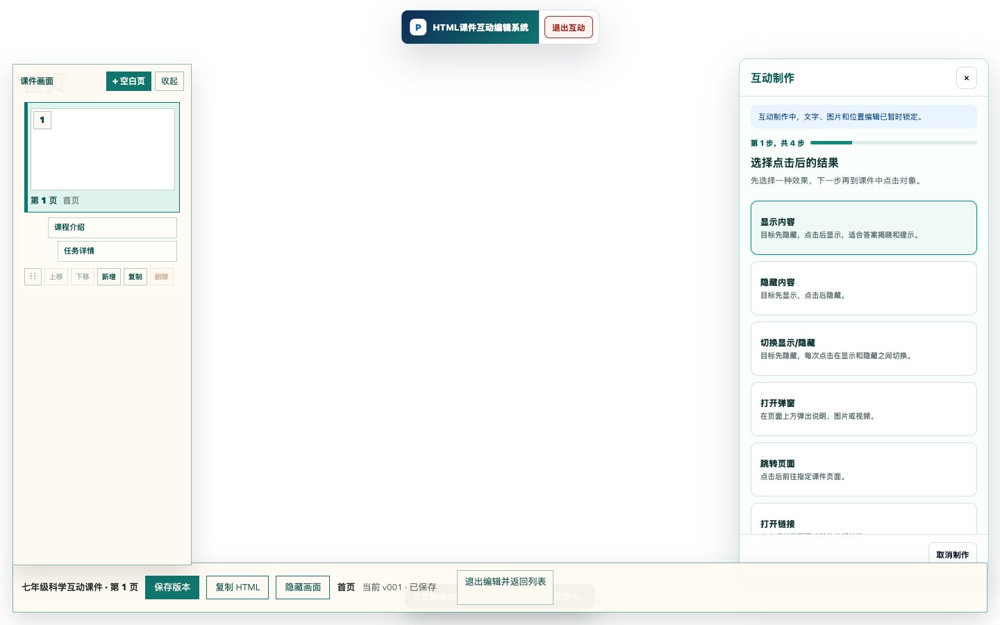 P HTML课件互动编辑系统 退出互动
首页
课件画面 + 空白页 收起
1
第 1 页 首页
课程介绍
任务详情
上移 下移 新增 复制 删除
互动制作 ×
互动制作中，文字、图片和位置编辑已暂时锁定。
第 1 步，共 4 步
选择点击后的结果
先选择一种效果，下一步再到课件中点击对象。
显示内容
目标先隐藏，点击后显示，适合答案揭晓和提示。
隐藏内容
目标先显示，点击后隐藏。
切换显示/隐藏
目标先隐藏，每次点击在显示和隐藏之间切换。
打开弹窗
在页面上方弹出说明、图片或视频。
跳转页面
点击后前往指定课件页面。
打开链接
取消制作
七年级科学互动课件 · 第 1 页 保存版本 复制 HTML 隐藏画面 首页 当前 v001 · 已保存 退出编辑并返回列表
正在编辑当
图片。